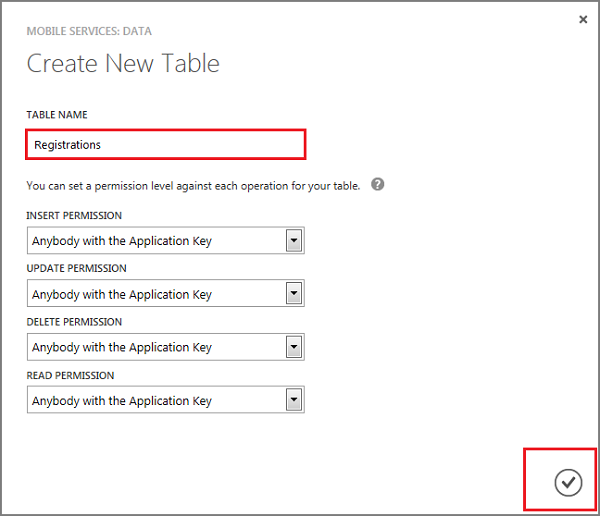 MOBILE SERVICES: DATA
Create New Table
TABLE NAME
Registrations
You can set a permission level against each operation for your table. ?
INSERT PERMISSION
Anybody with the Application Key
UPDATE PERMISSION
Anybody with the Application Key
DELETE PERMISSION
Anybody with the Application Key
READ PERMISSION
Anybody with the Application Key